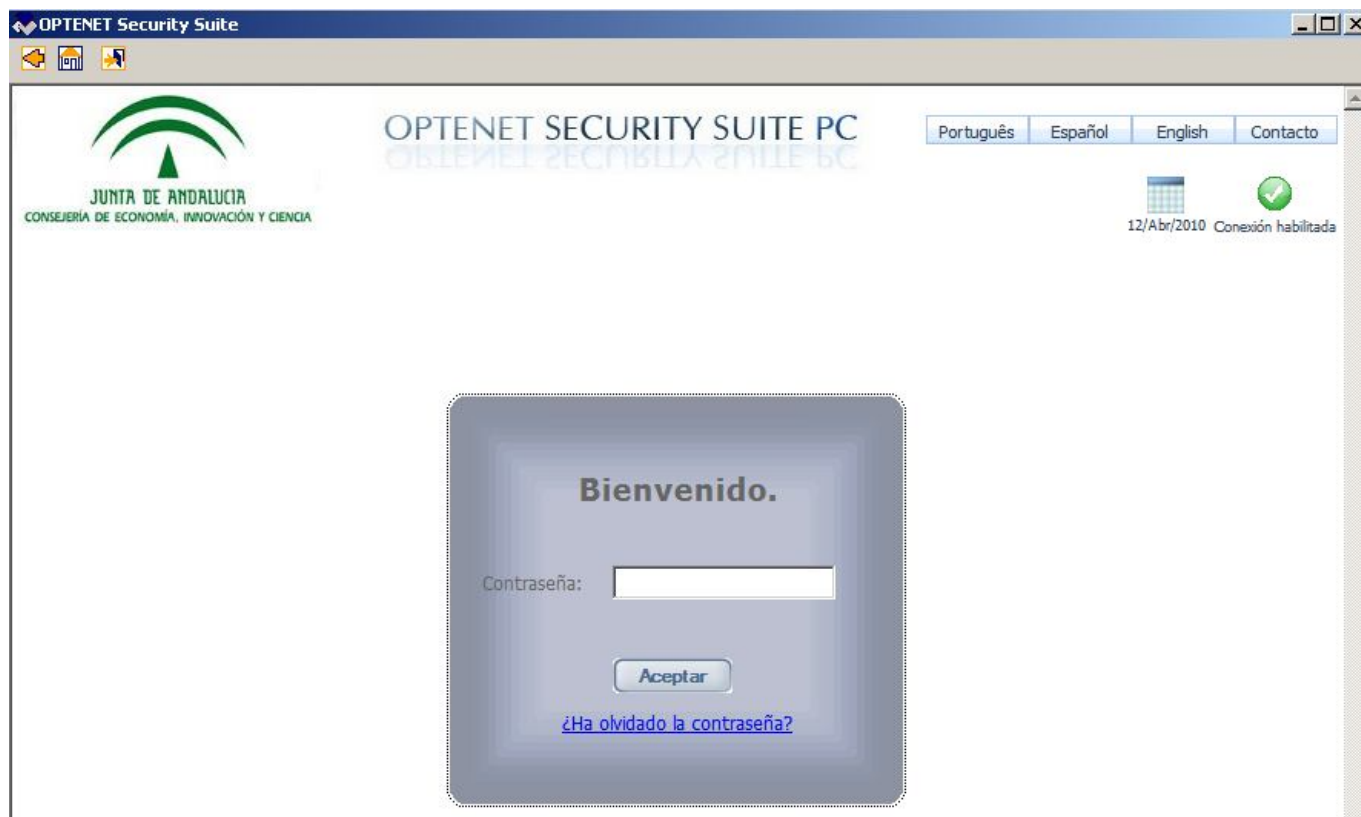 OPTENET Security Suite
OPTENET SECURITY SUITE PC
Português Español English Contacto
JUNTA DE ANDALUCIA
CONSEJERÍA DE ECONOMÍA, INNOVACIÓN Y CIENCIA
12/Abr/2010 Conexión habilitada
Bienvenido.
Contraseña:
Aceptar
¿Ha olvidado la contraseña?